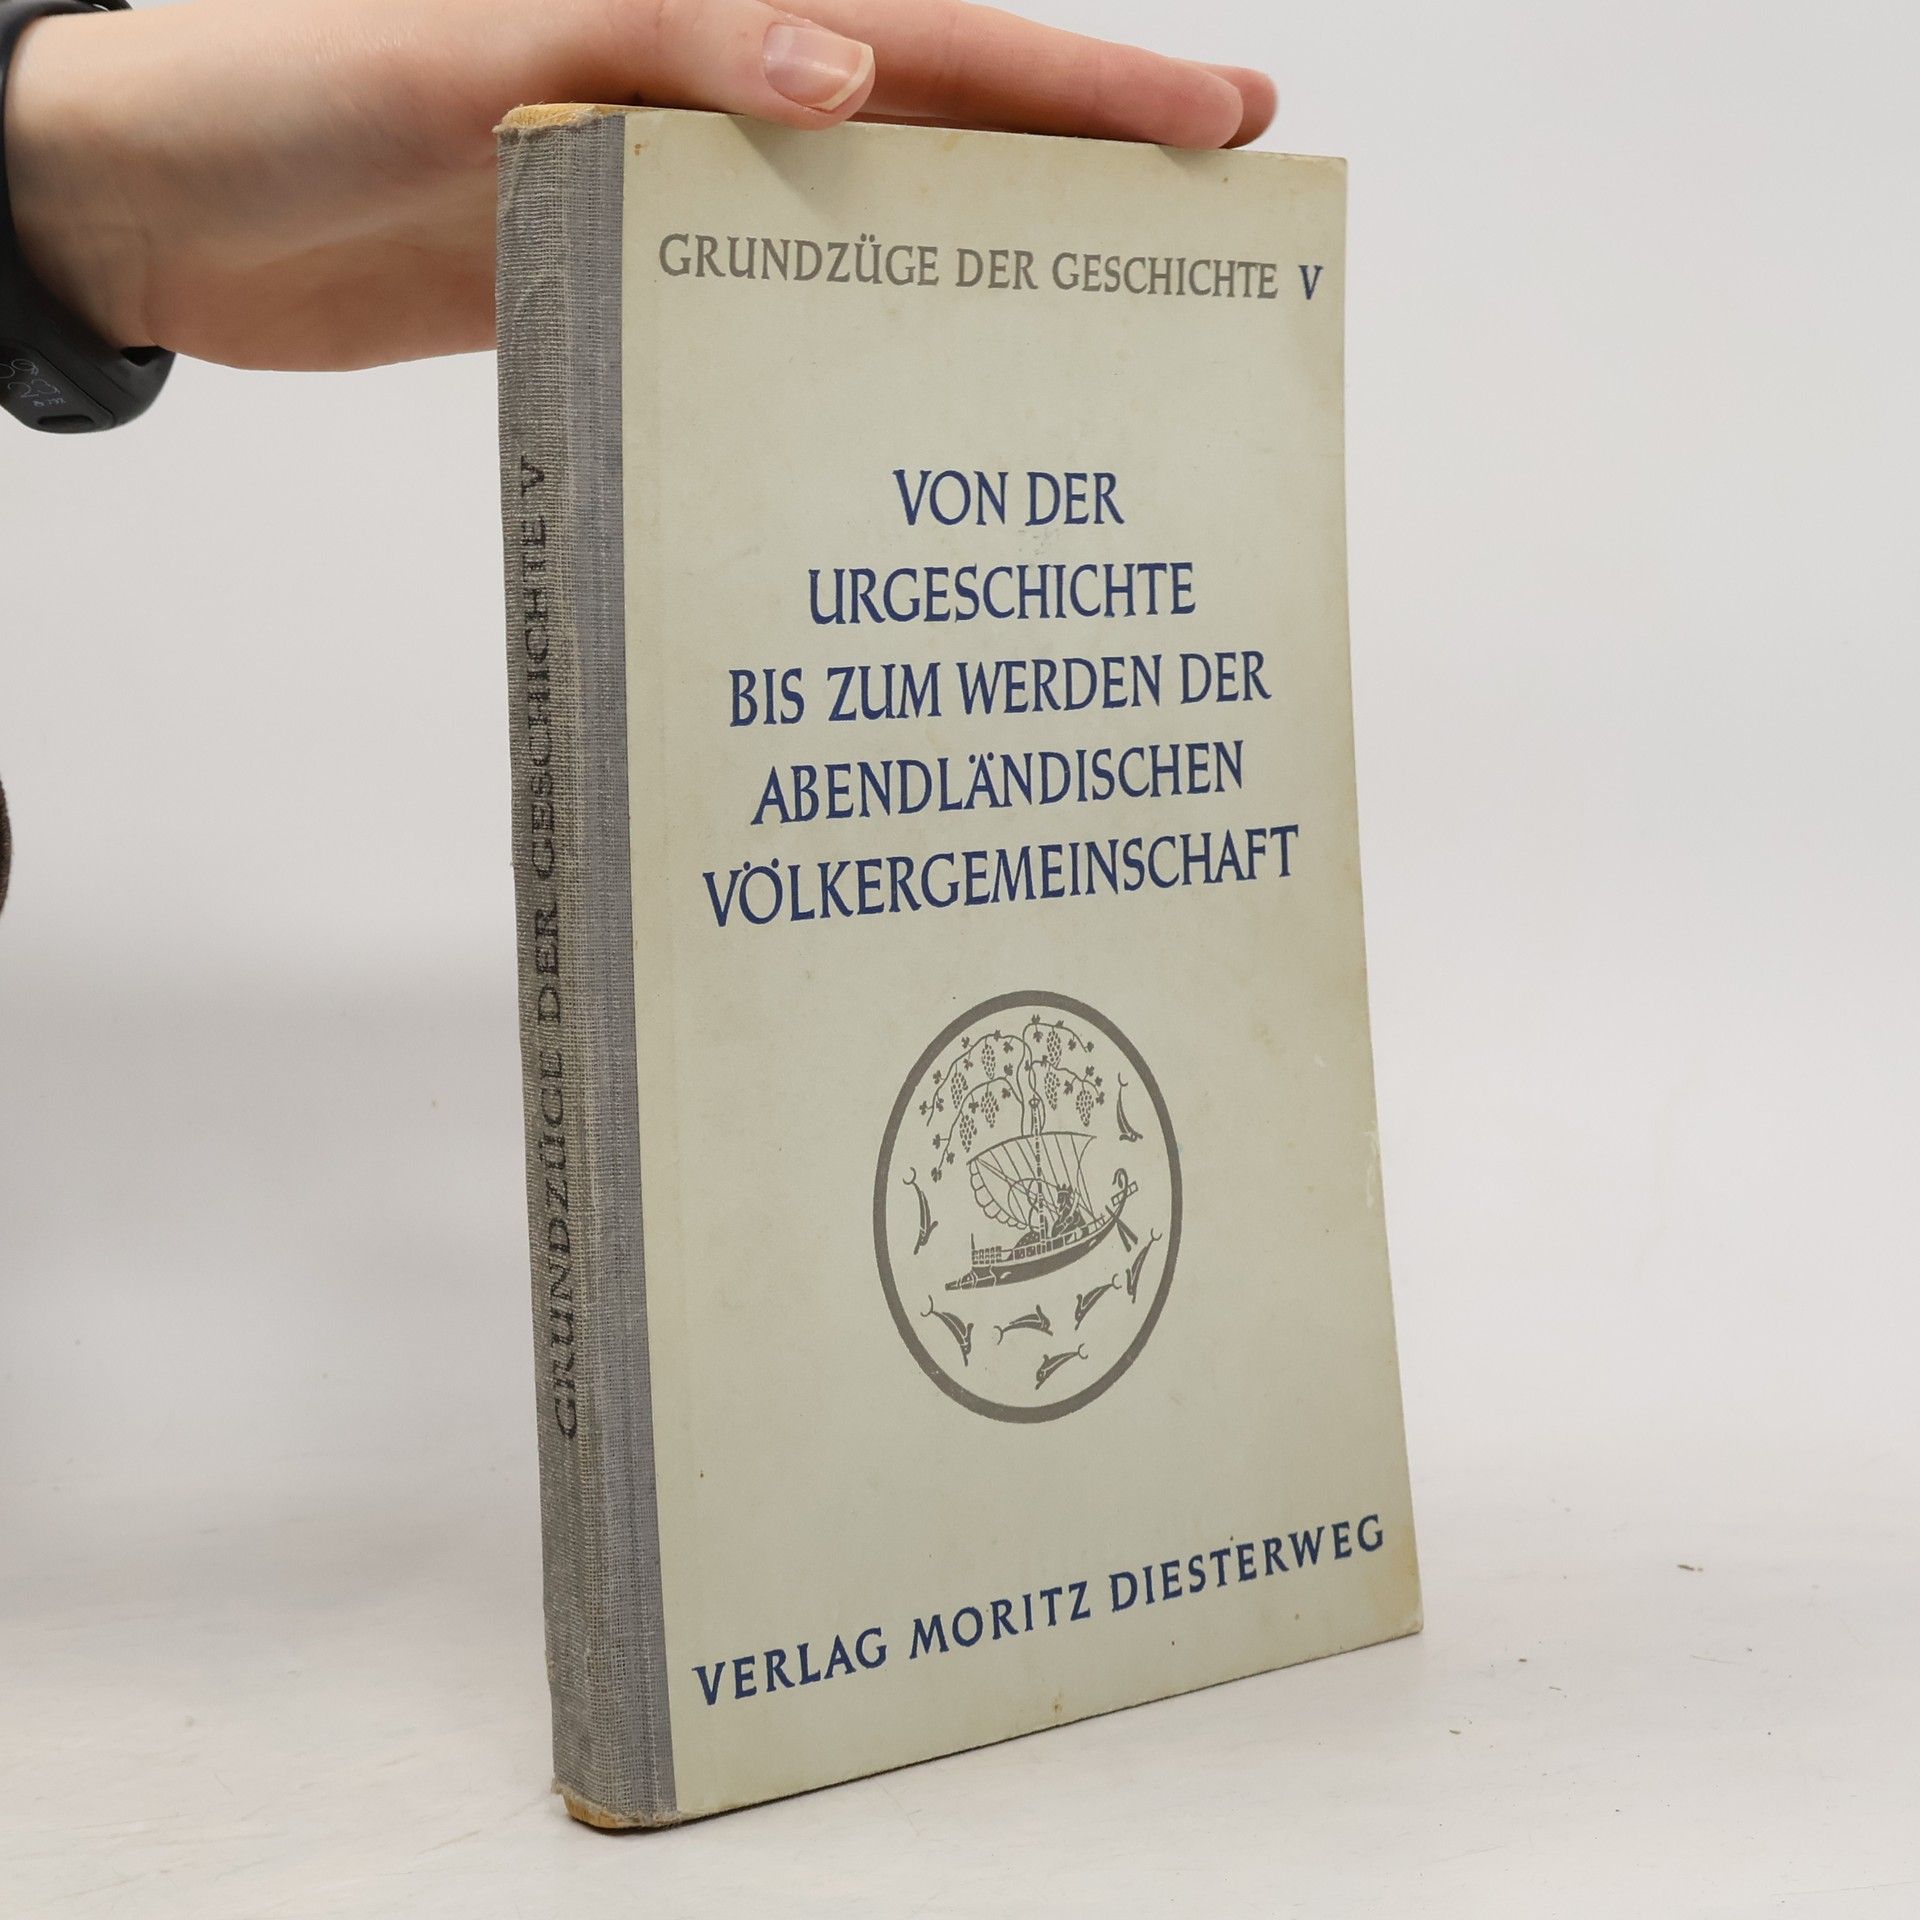 GRUNDZÜGE DER GESCHICHTE V
VON DER
URGESCHICHTE
BIS ZUM WERDEN DER
ABENDLÄNDISCHEN
VÖLKERGEMEINSCHAFT
VERLAG MORITZ DIESTERWEG
GRUNDZÜGE DER GESCHICHTE V